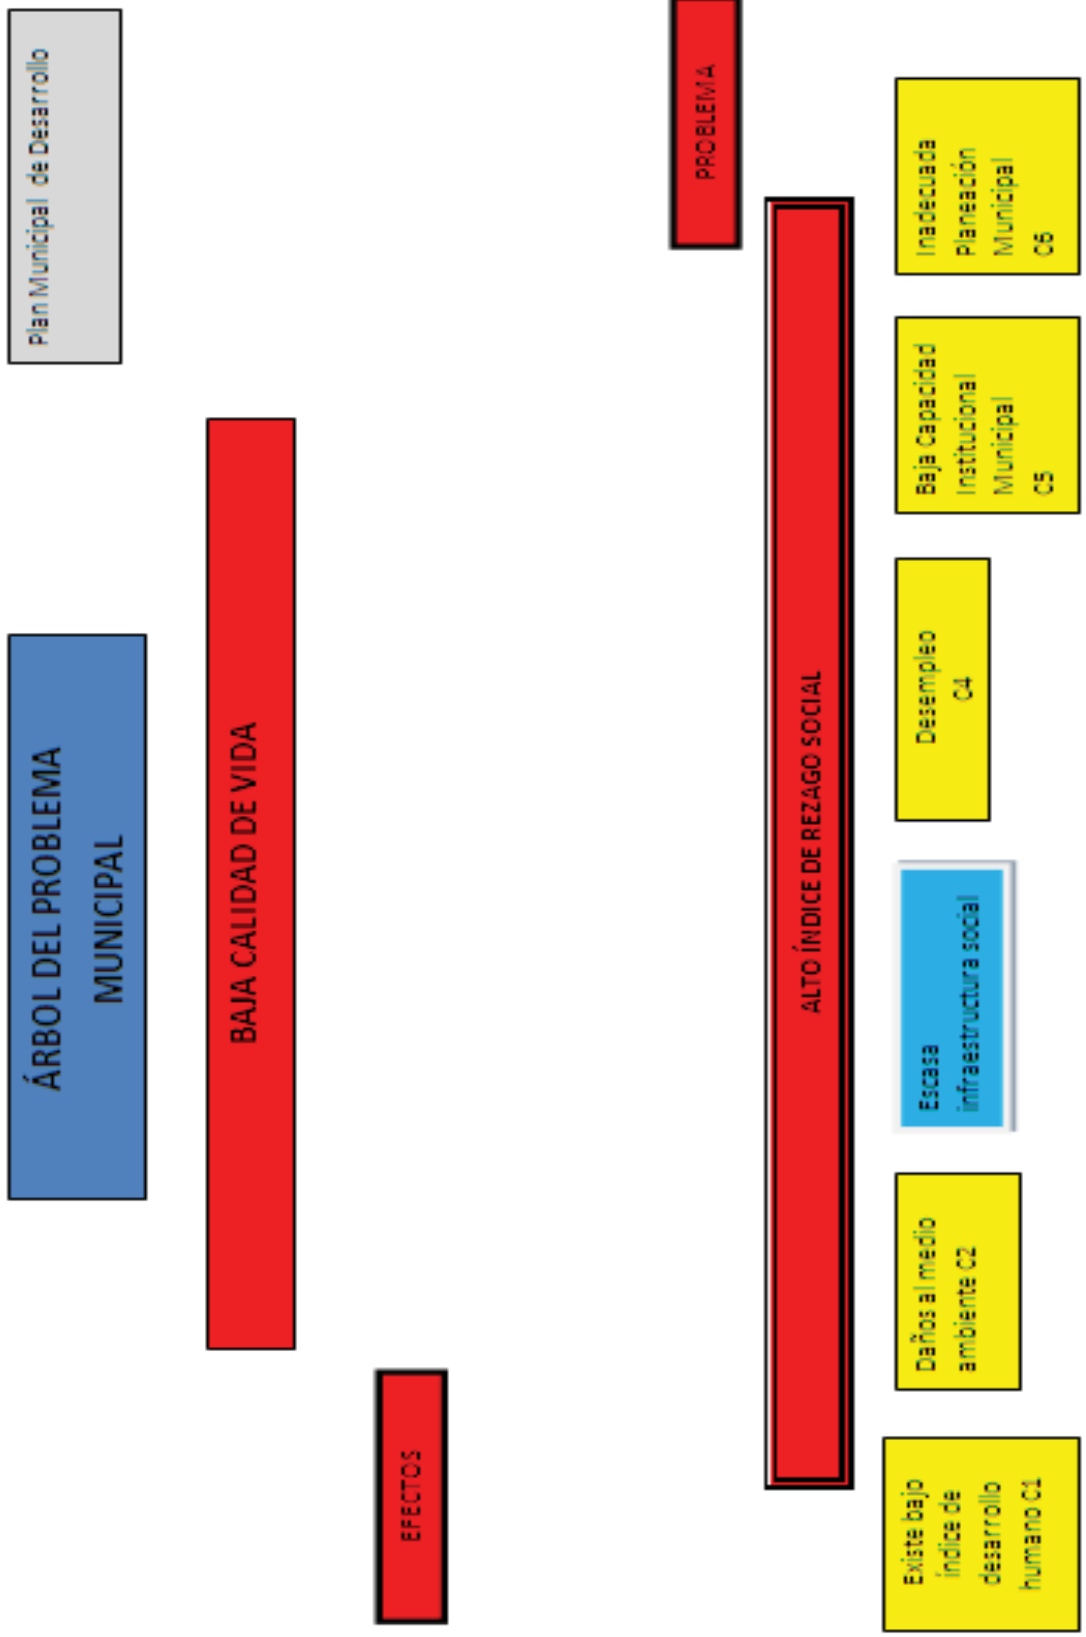 ÁRBOL DEL PROBLEMA
MUNICIPAL
Plan Municipal de Desarrollo
BAJA CALIDAD DE VIDA
EFECTOS
PROBLEMA
ALTO ÍNDICE DE REZAGO SOCIAL
Existe bajo
índice de
desarrollo
humano C1
Daños al medio
ambiente C2
Escasa
infraestructura social
Desempleo
C4
Baja Capacidad
Institucional
Municipal
C5
Inadecuada
Planeación
Municipal
C6